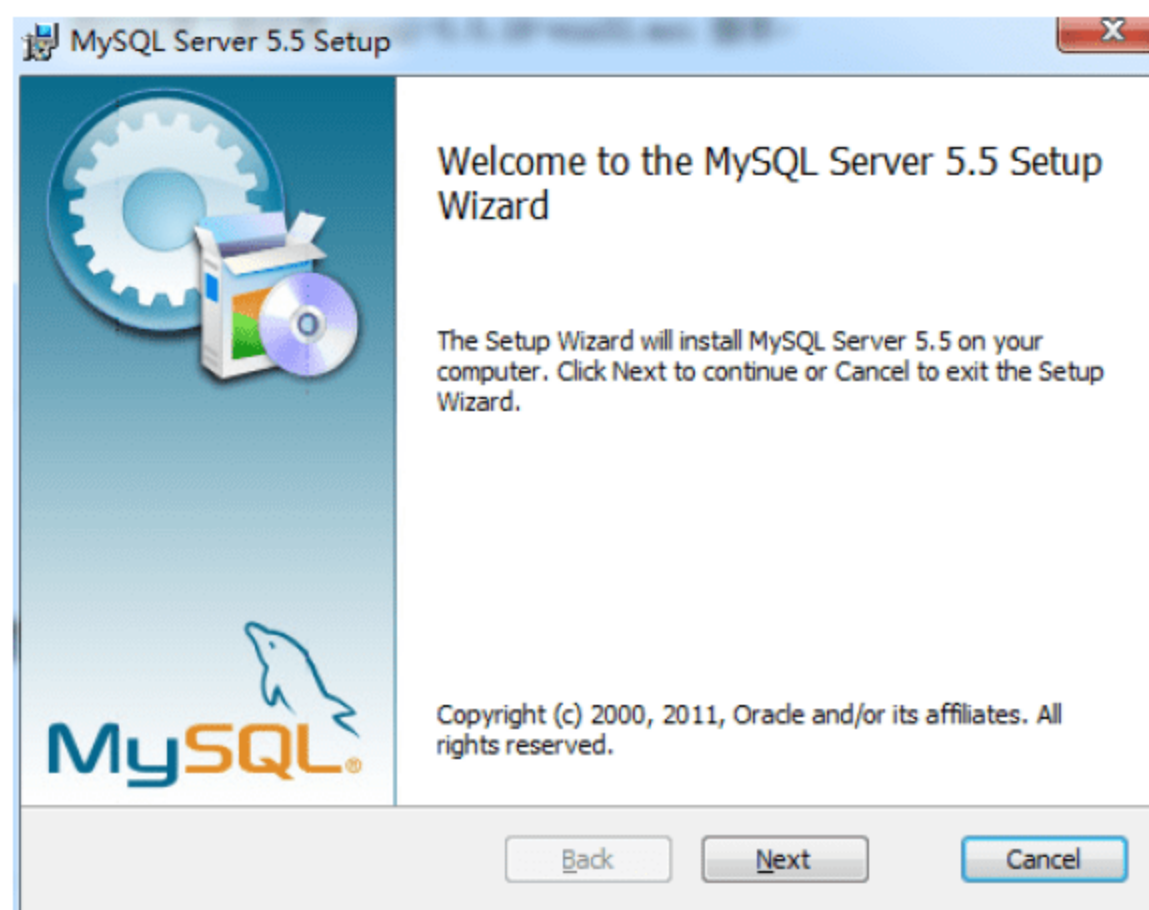 MySQL Server 5.5 Setup
Welcome to the MySQL Server 5.5 Setup
Wizard
The Setup Wizard will install MySQL Server 5.5 on your
computer. Click Next to continue or Cancel to exit the Setup
Wizard.
Copyright (c) 2000, 2011, Oracle and/or its affiliates. All
rights reserved.
MySQL®
Back
Next
Cancel